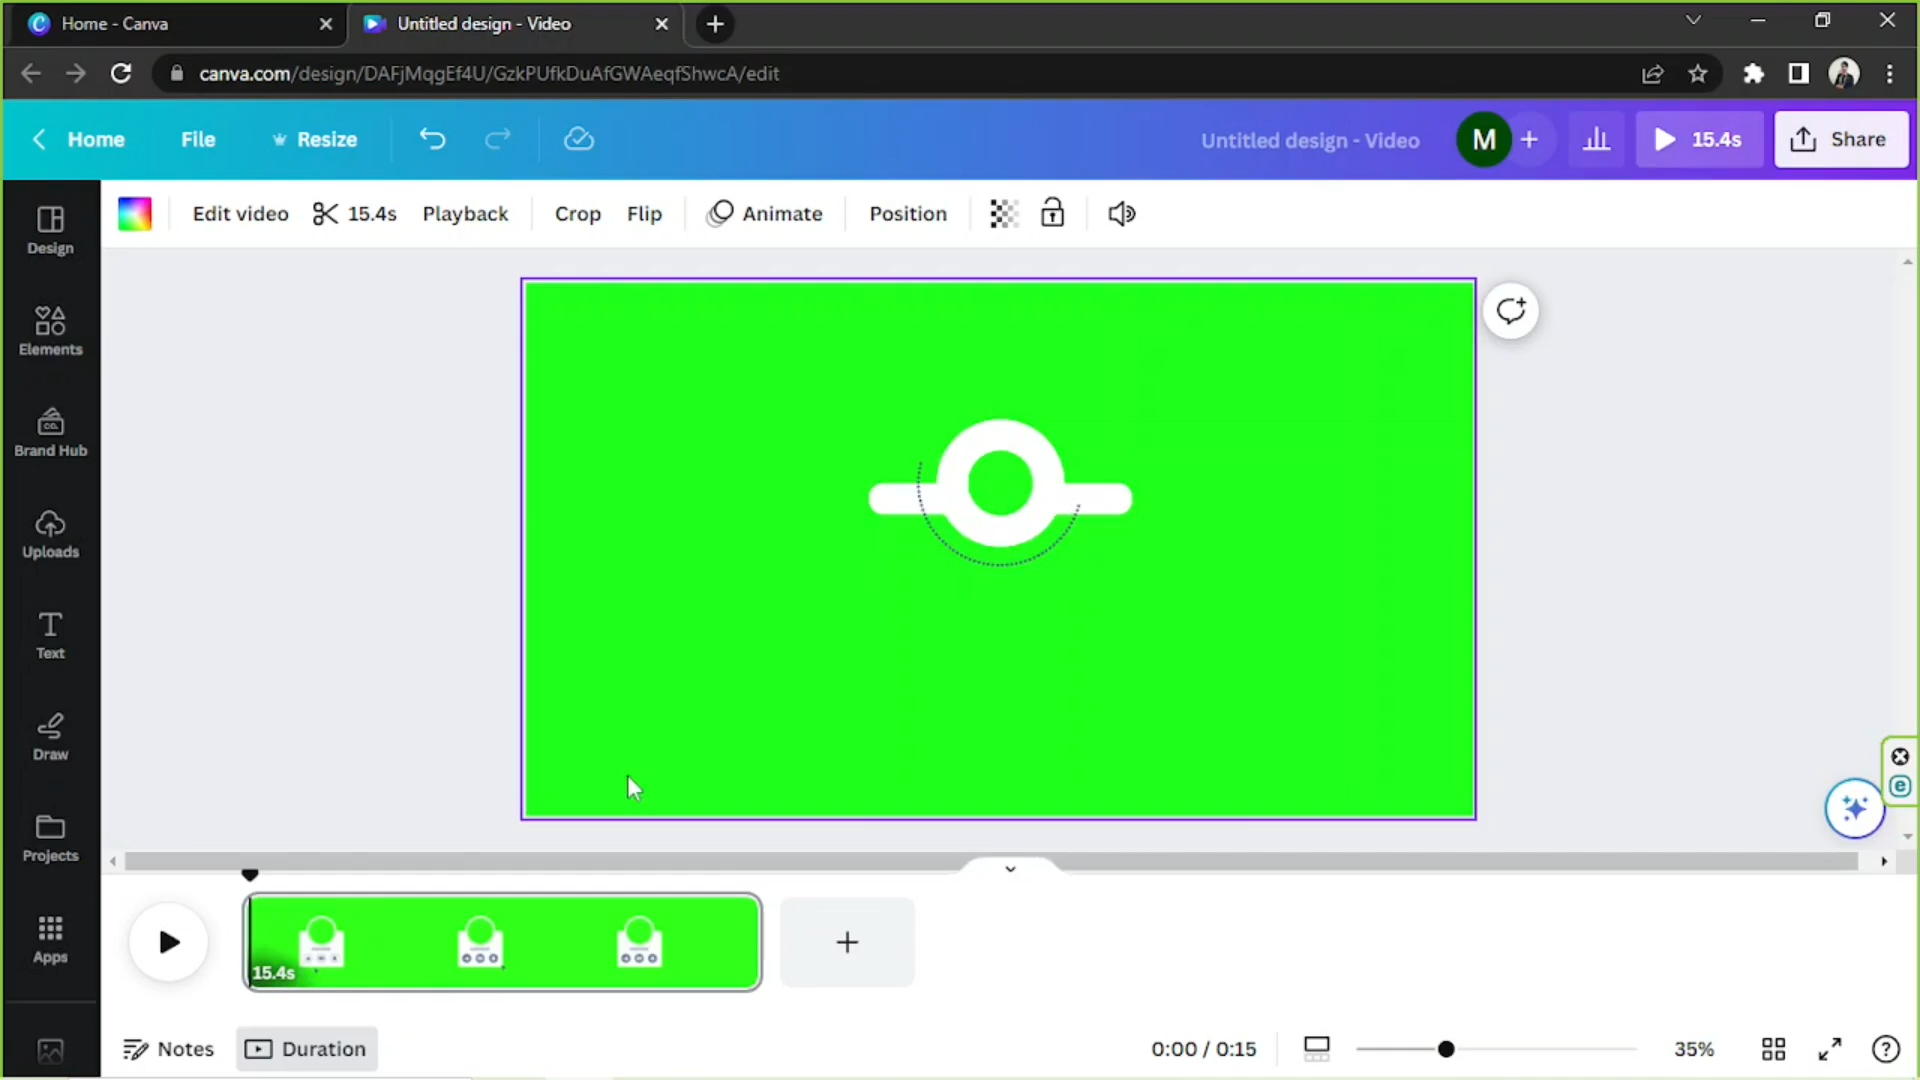 Home - Canva
Untitled design - Video
canva.com/design/DAFjMqgEf4U/GzkPUfkDuAfGWAeqfShwcA/edit
Home
File
Resize
Untitled design - Video
M
15.4s
Share
Edit video
15.4s
Playback
Crop
Flip
Animate
Position
Design
Elements
CO.
Brand Hub
Uploads
Text
Draw
Projects
Apps
15.4s
Notes
Duration
0:00 / 0:15
35%